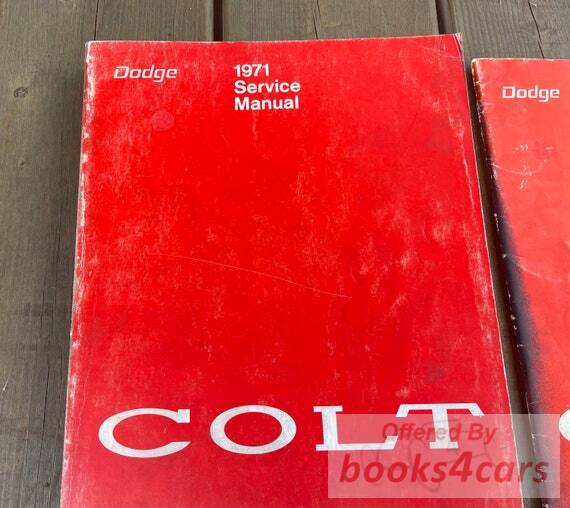 Dodge
1971
Service
Manual
COLT
Dodge
Offered By
books4cars